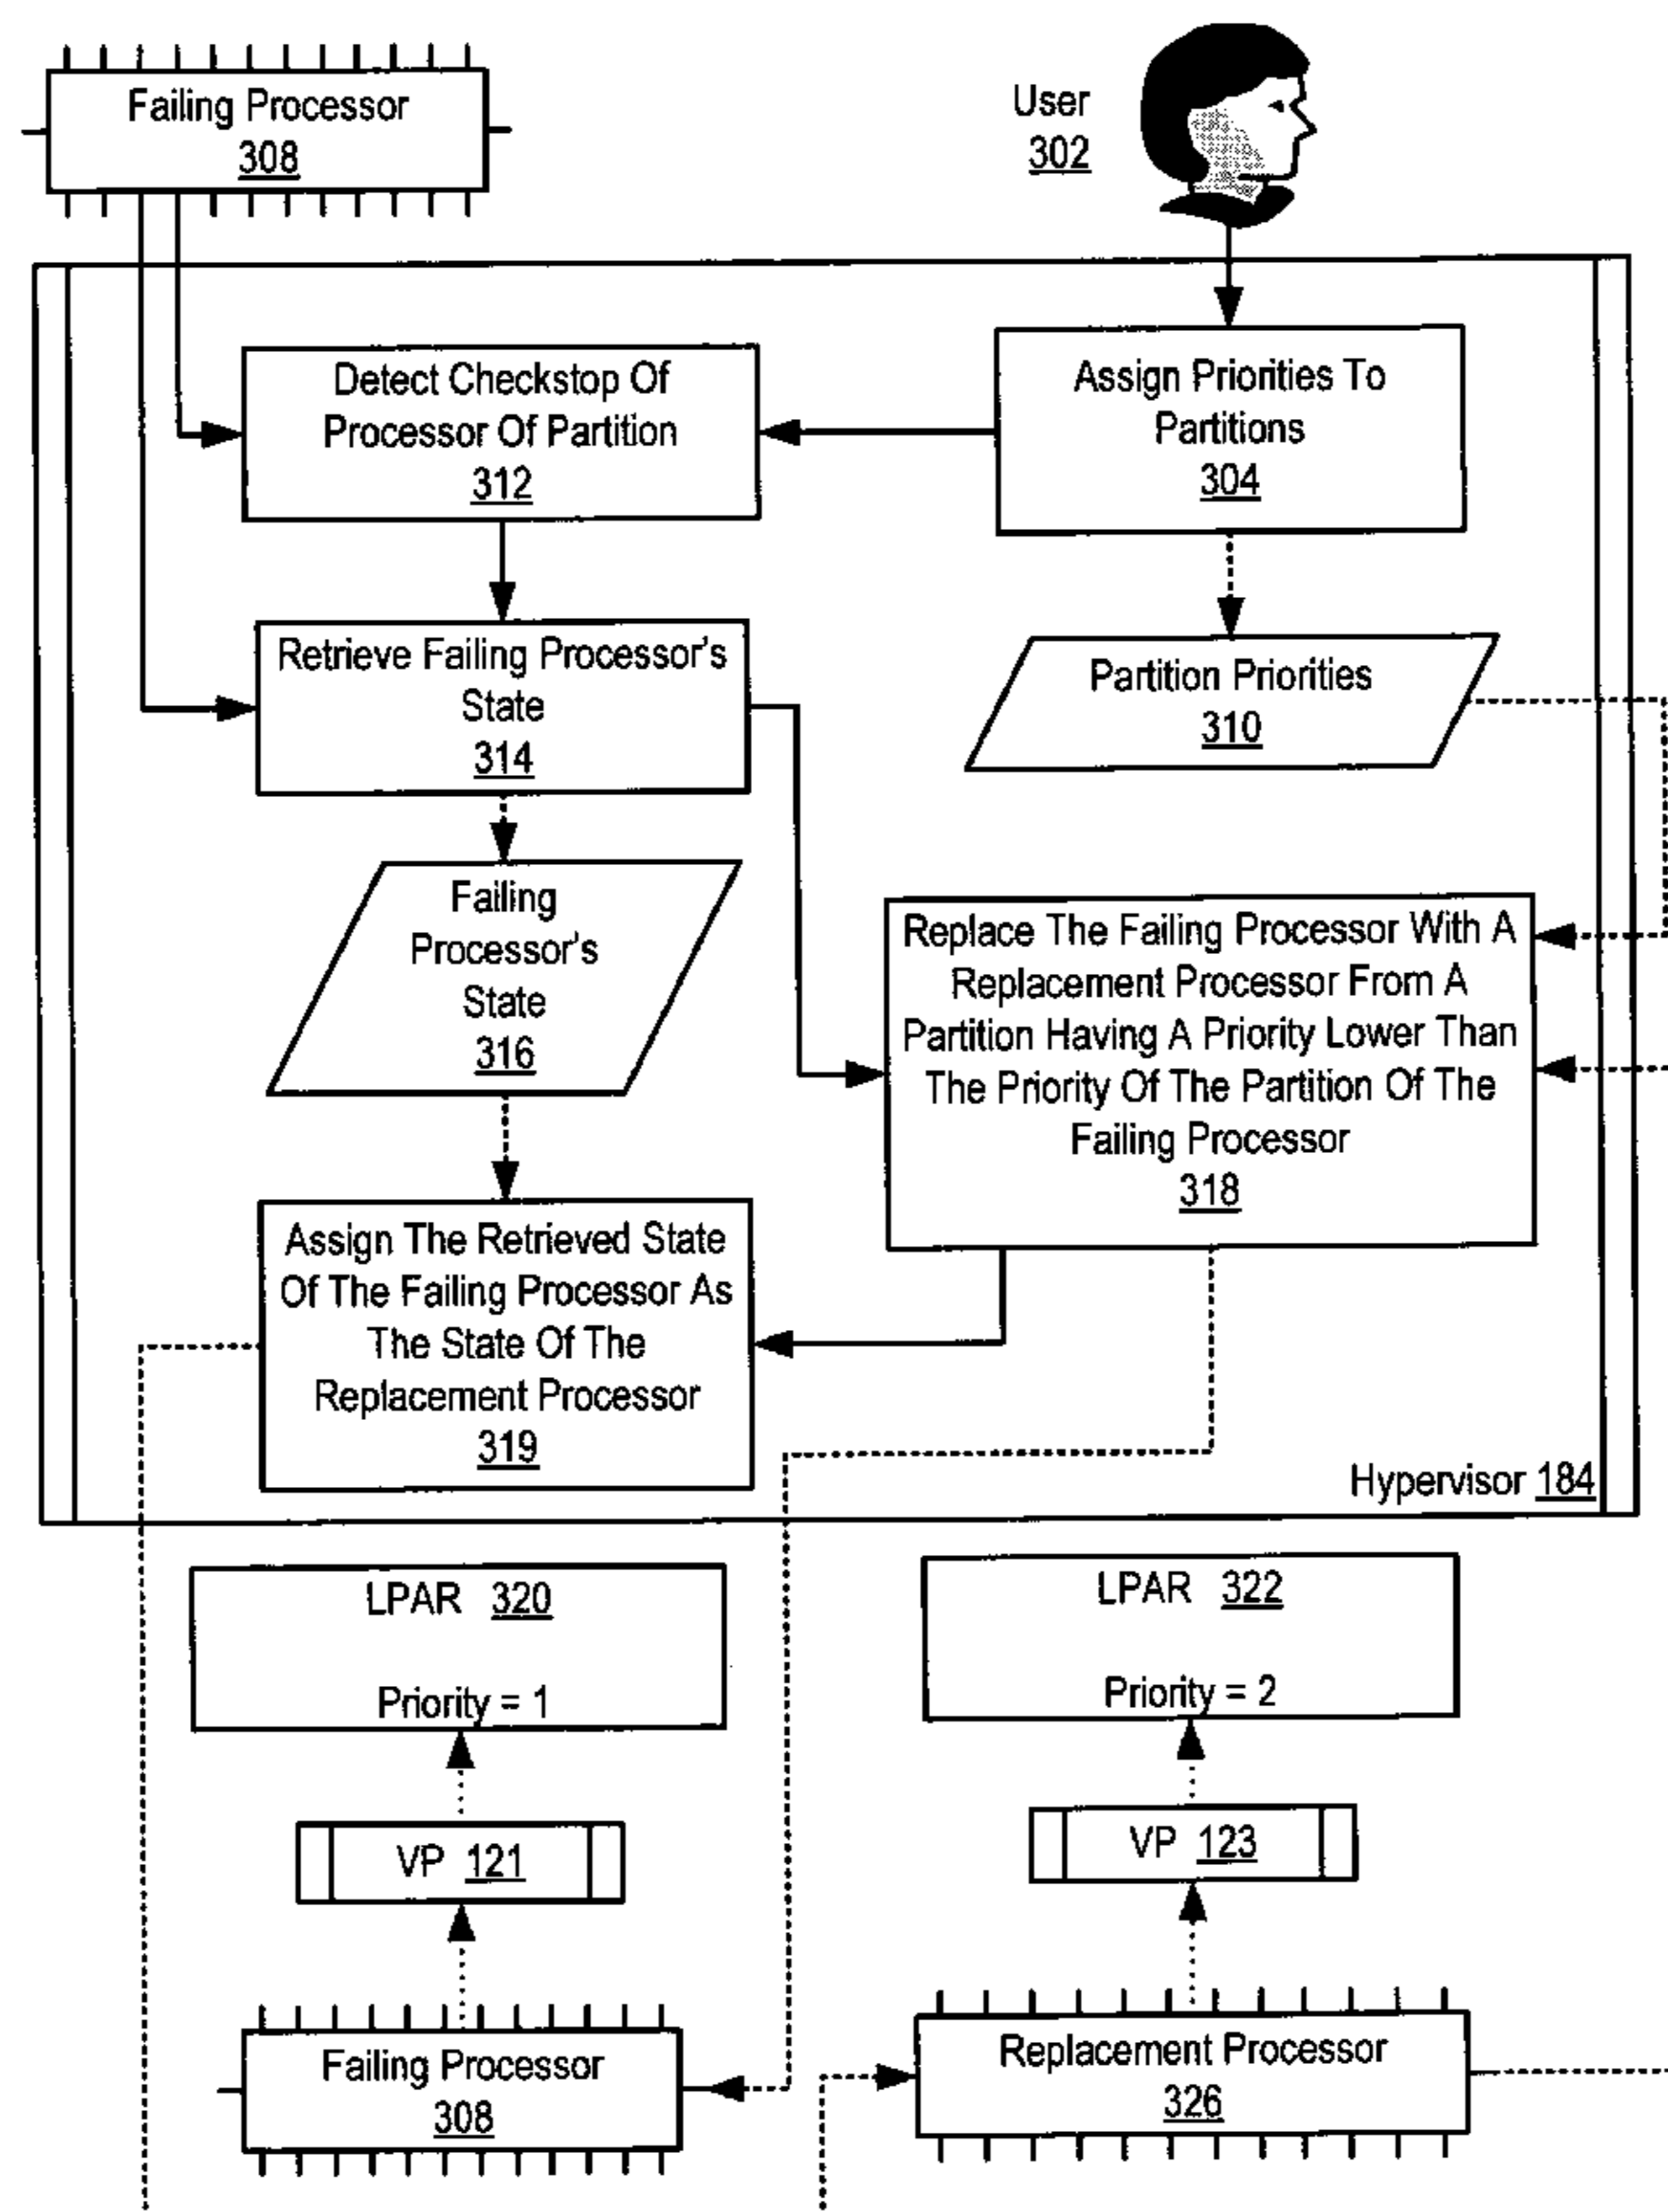 Failing Processor
308
User
302
Detect Checkstop Of
Processor Of Partition
312
Assign Priorities To
Partitions
304
Retrieve Failing Processor's
State
314
Partition Priorities
310
Failing
Processor's
State
316
Replace The Failing Processor With A
Replacement Processor From A
Partition Having A Priority Lower Than
The Priority Of The Partition Of The
Failing Processor
318
Assign The Retrieved State
Of The Failing Processor As
The State Of The
Replacement Processor
319
Hypervisor 184
LPAR 320
Priority = 1
LPAR 322
Priority = 2
VP 121
VP 123
Failing Processor
308
Replacement Processor
326